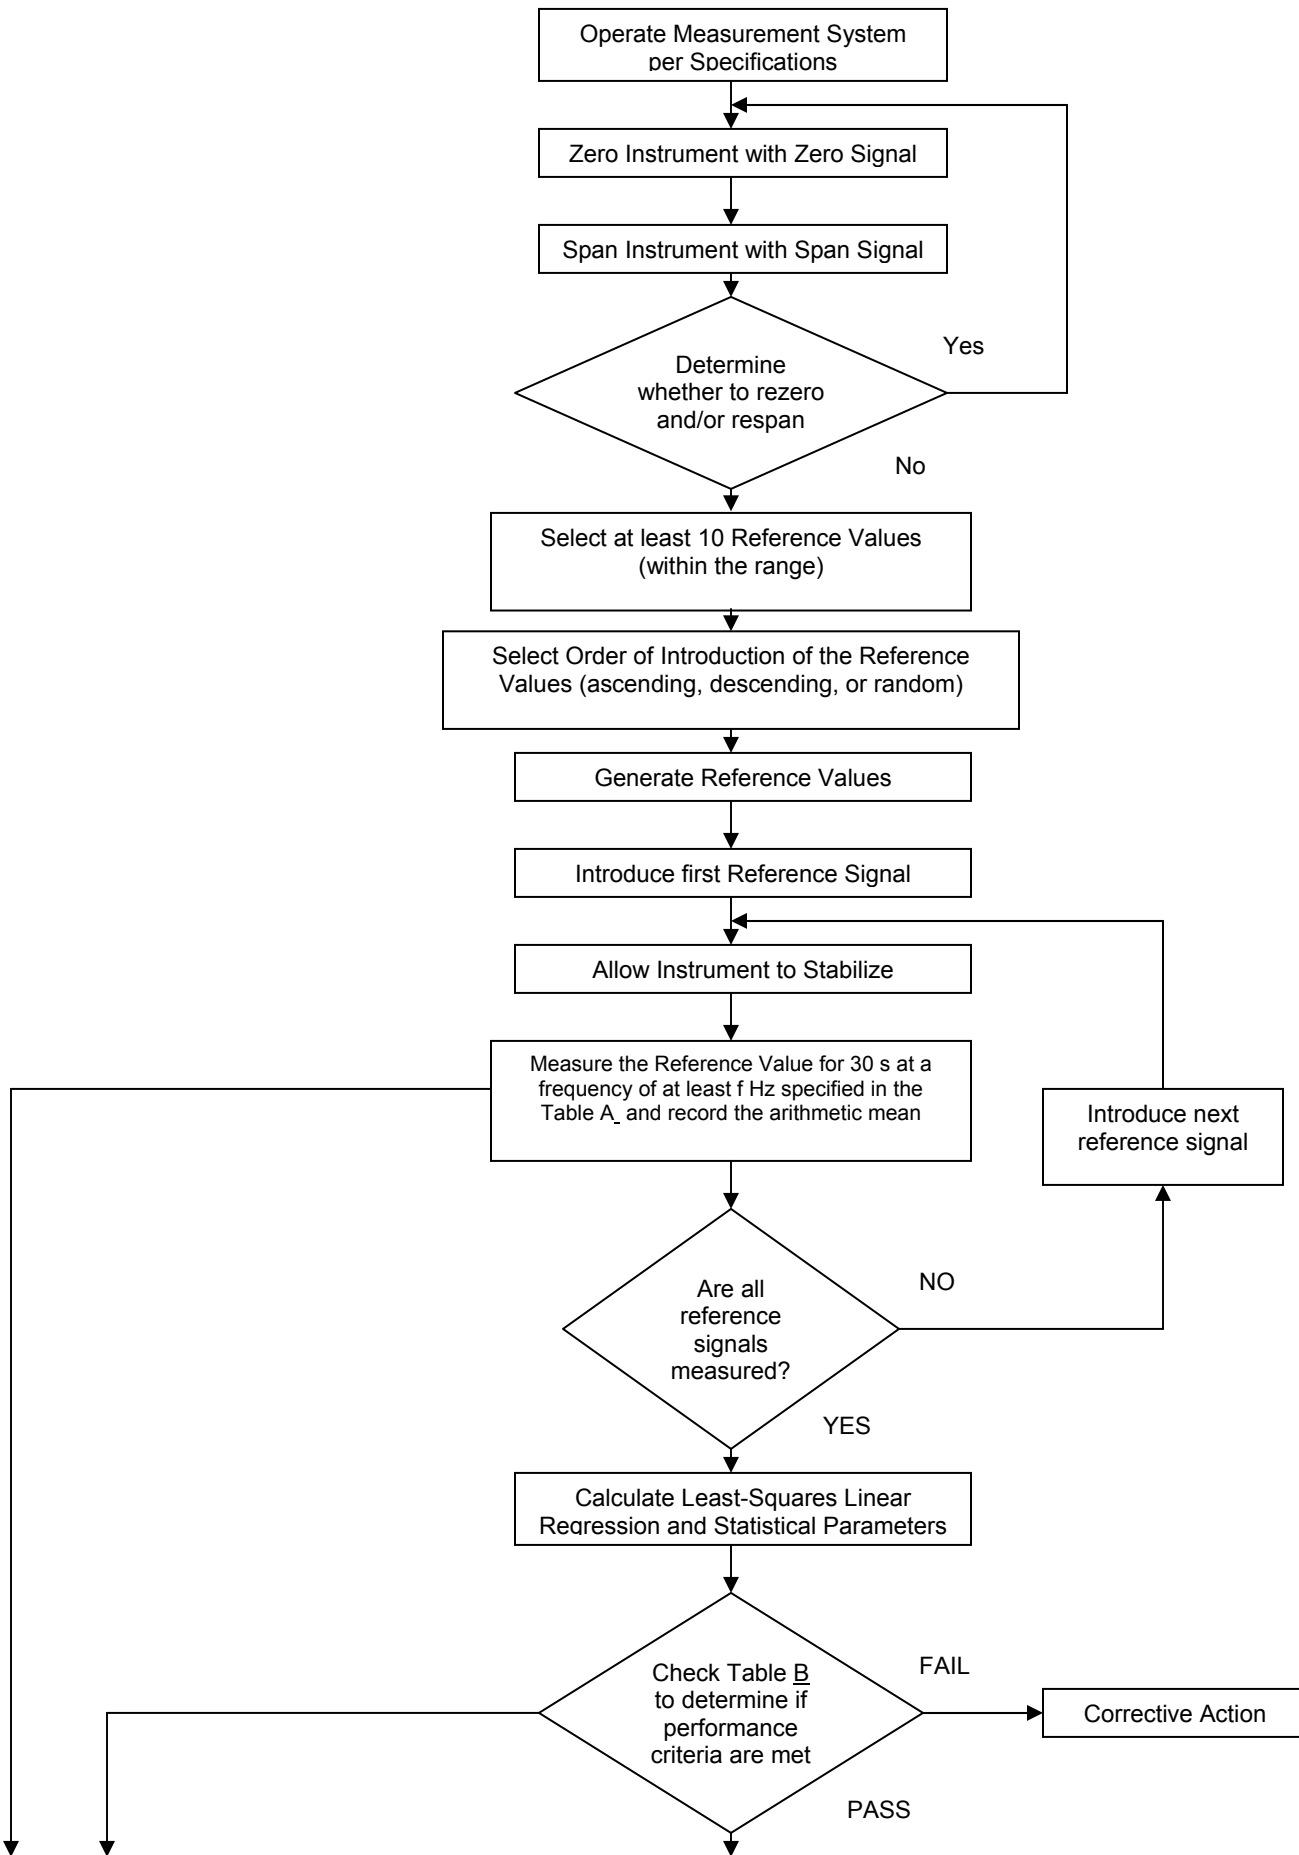 Operate Measurement System
per Specifications
Zero Instrument with Zero Signal
Span Instrument with Span Signal
Determine
whether to rezero
and/or respan
Yes
No
Select at least 10 Reference Values
(within the range)
Select Order of Introduction of the Reference
Values (ascending, descending, or random)
Generate Reference Values
Introduce first Reference Signal
Allow Instrument to Stabilize
Measure the Reference Value for 30 s at a
frequency of at least f Hz specified in the
Table A_ and record the arithmetic mean
Introduce next
reference signal
Are all
reference
signals
measured?
NO
YES
Calculate Least-Squares Linear
Regression and Statistical Parameters
Check Table B
to determine if
performance
criteria are met
FAIL
Corrective Action
PASS